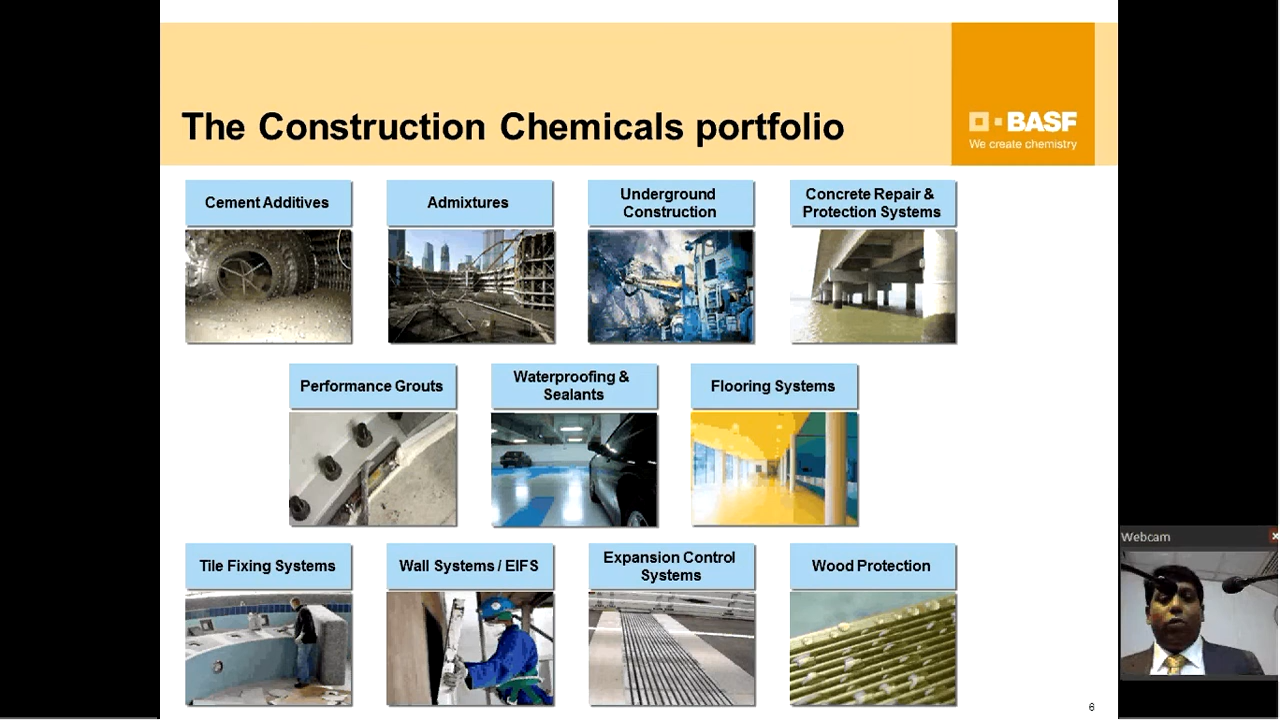 The Construction Chemicals portfolio
BASF
We create chemistry
Cement Additives
Admixtures
Underground
Construction
Concrete Repair &
Protection Systems
Performance Grouts
Waterproofing &
Sealants
Flooring Systems
Tile Fixing Systems
Wall Systems / EIFS
Expansion Control
Systems
Wood Protection
Webcam
6